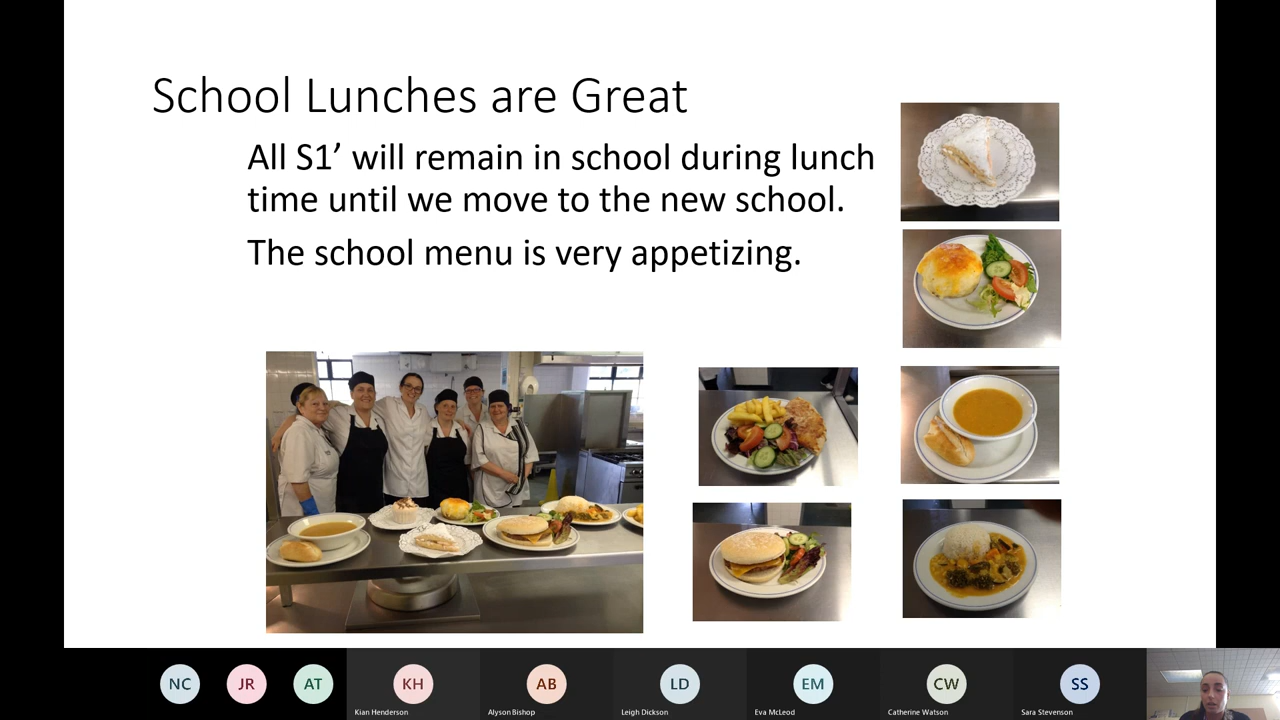 School Lunches are Great
All S1’ will remain in school during lunch
time until we move to the new school.
The school menu is very appetizing.
NC
JR
AT
KH
AB
LD
EM
CW
SS
Kian Henderson
Alyson Bishop
Leigh Dickson
Eva McLeod
Catherine Watson
Sara Stevenson